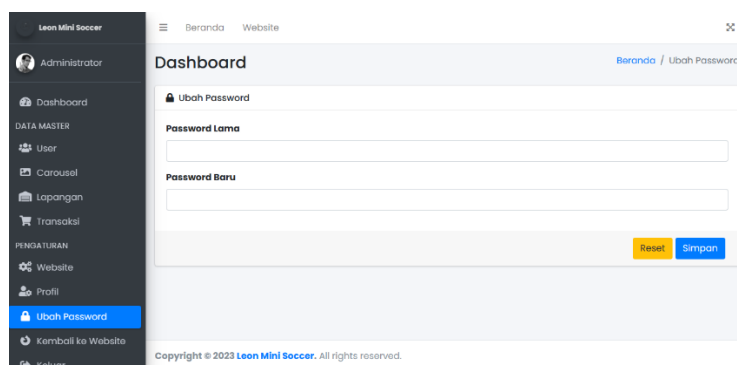 Leon Mini Soccer
Beranda Website
Administrator
Dashboard
Beranda / Ubah Password
Dashboard
DATA MASTER
User
Carousel
Lapangan
Transaksi
PENGATURAN
Website
Profil
Ubah Password
Kembali ke Website
Keluar
Ubah Password
Password Lama
Password Baru
Reset Simpan
Copyright © 2023 Leon Mini Soccer. All rights reserved.